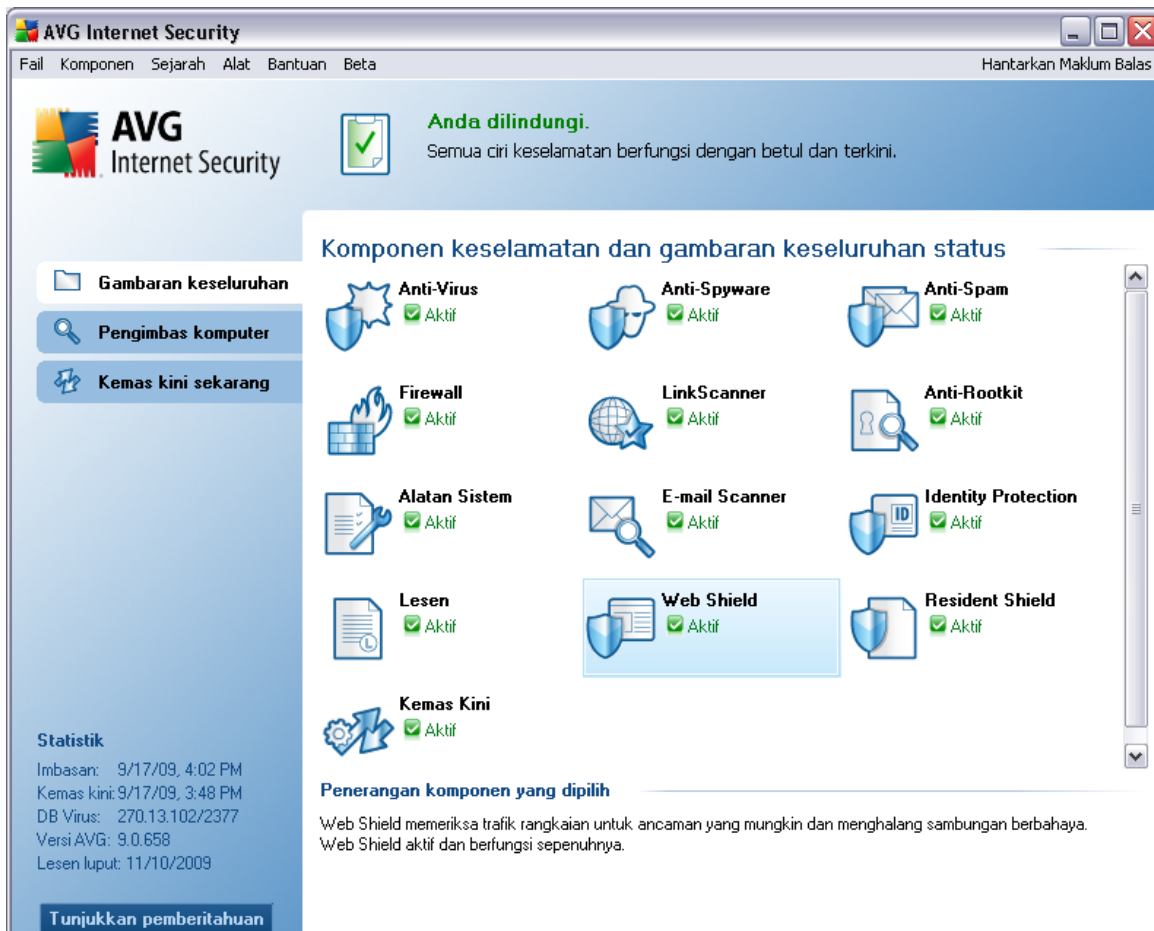 AVG Internet Security
Fail Komponen Sejarah Alat Bantuan Beta Hantarkan Maklum Balas
AVG
Internet Security
Anda dilindungi.
Semua ciri keselamatan berfungsi dengan betul dan terkini.
Gambaran keseluruhan
Pengimbas komputer
Kemas kini sekarang
Komponen keselamatan dan gambaran keseluruhan status
Anti-Virus
Aktif
Anti-Spyware
Aktif
Anti-Spam
Aktif
Firewall
Aktif
LinkScanner
Aktif
Anti-Rootkit
Aktif
Alatan Sistem
Aktif
E-mail Scanner
Aktif
ID
Identity Protection
Aktif
L
Lesen
Aktif
Web Shield
Aktif
Resident Shield
Aktif
Kemas Kini
Aktif
Statistik
Imbasan: 9/17/09, 4:02 PM
Kemas kini: 9/17/09, 3:48 PM
DB Virus: 270.13.102/2377
Versi AVG: 9.0.658
Lesen luput: 11/10/2009
Tunjukkan pemberitahuan
Penerangan komponen yang dipilih
Web Shield memeriksa trafik rangkaian untuk ancaman yang mungkin dan menghalang sambungan berbahaya.
Web Shield aktif dan berfungsi sepenuhnya.